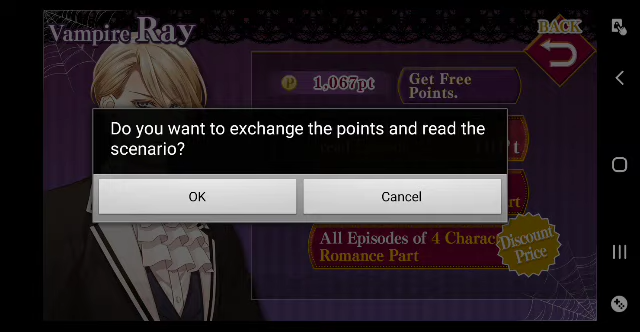 Vampire Ray
BACK
1,067pt
Get Free
Points.
Do you want to exchange the points and read the
scenario?
OK
Cancel
All Episodes of 4 Charac
Romance Part
Discount
Price